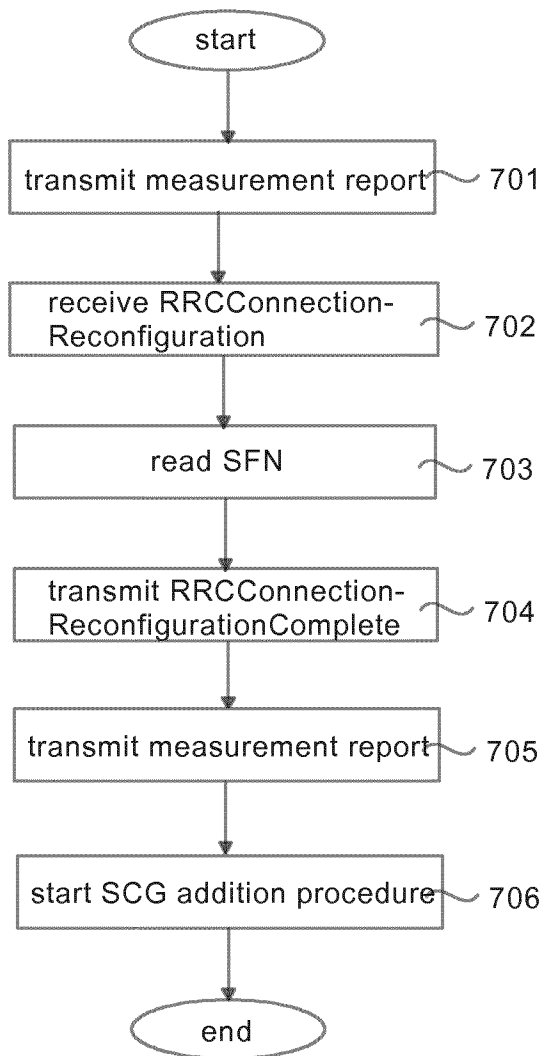 start
transmit measurement report 701
receive RRCConnection-
Reconfiguration 702
read SFN 703
transmit RRCConnection-
ReconfigurationComplete 704
transmit measurement report 705
start SCG addition procedure 706
end